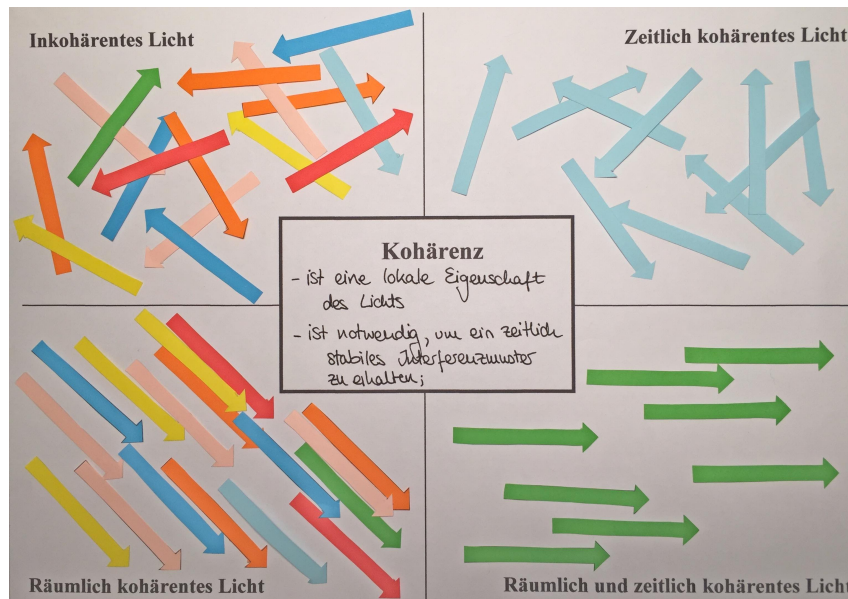 Inkohärentes Licht
Zeitlich kohärentes Licht
Kohärenz
- ist eine lokale Eigenschaft
des Lichts
- ist notwendig, um ein zeitlich
stabiles Interferenzmuster
zu erhalten;
Räumlich kohärentes Licht
Räumlich und zeitlich kohärentes Licht